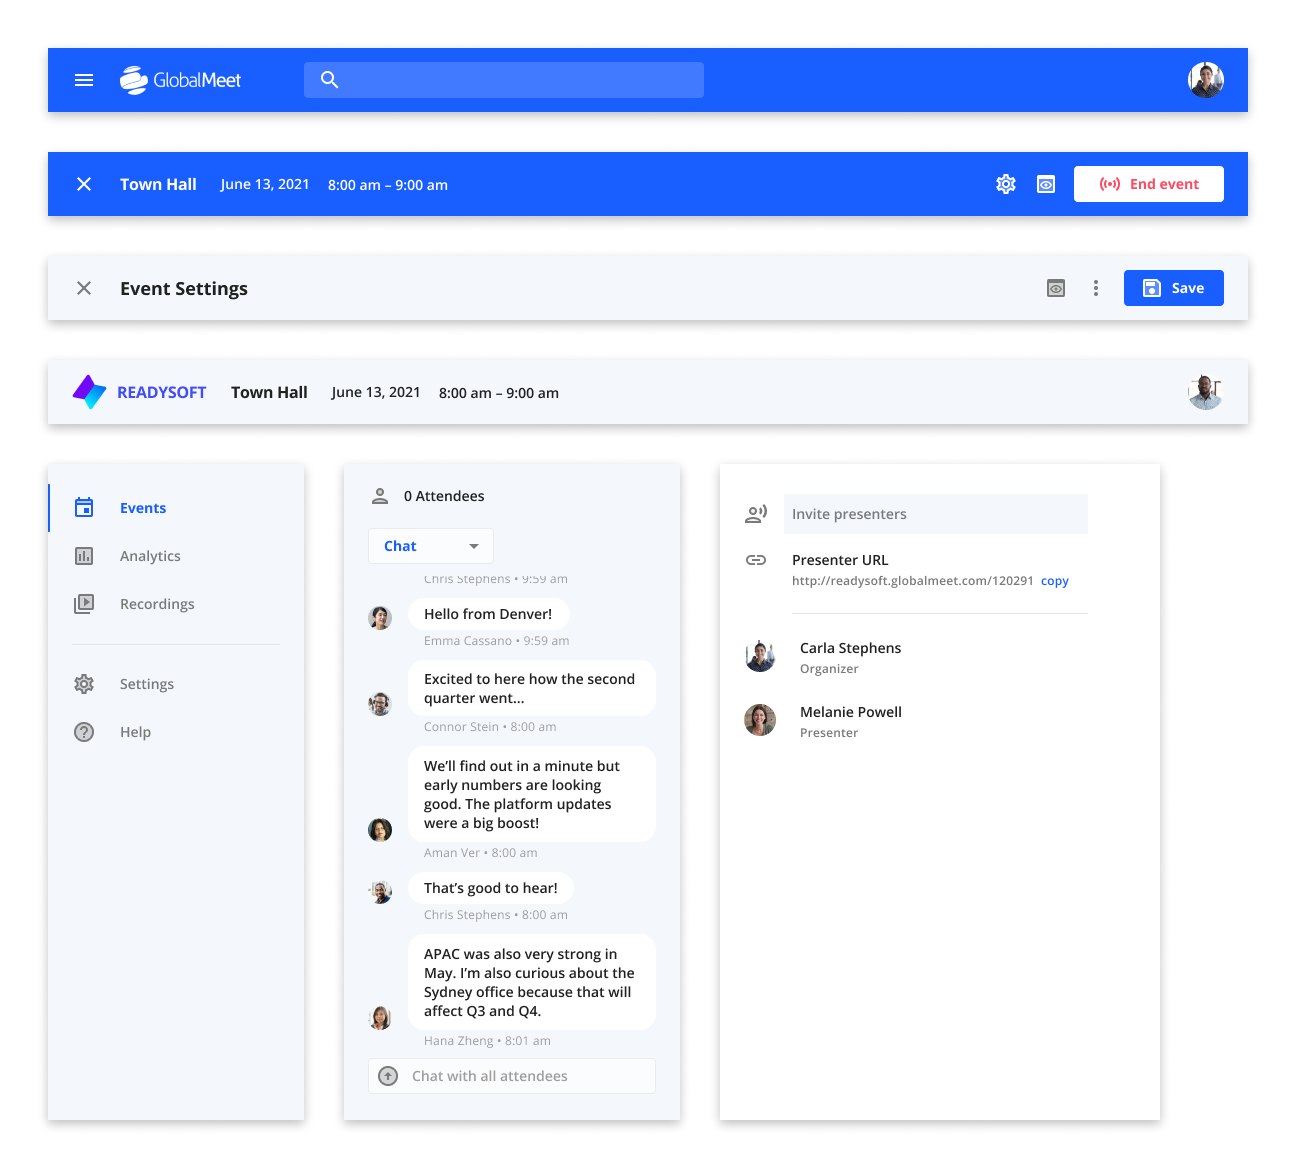 GlobalMeet
Town Hall June 13, 2021 8:00 am – 9:00 am
End event
Event Settings
Save
READYSOFT Town Hall June 13, 2021 8:00 am – 9:00 am
Events
Analytics
Recordings
Settings
Help
0 Attendees
Chat
Chris Stephens • 9:59 am
Hello from Denver!
Emma Cassano • 9:59 am
Excited to here how the second
quarter went...
Connor Stein • 8:00 am
We’ll find out in a minute but
early numbers are looking
good. The platform updates
were a big boost!
Aman Ver • 8:00 am
That’s good to hear!
Chris Stephens • 8:00 am
APAC was also very strong in
May. I’m also curious about the
Sydney office because that will
affect Q3 and Q4.
Hana Zheng • 8:01 am
Chat with all attendees
Invite presenters
Presenter URL
http://readysoft.globalmeet.com/120291 copy
Carla Stephens
Organizer
Melanie Powell
Presenter